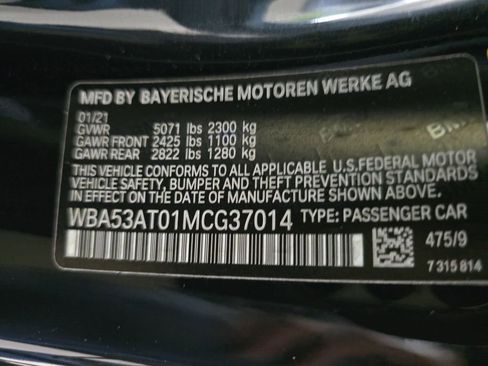 MFD BY BAYERISCHE MOTOREN WERKE AG
01/21
GVWR 5071 lbs 2300 kg
GAWR FRONT 2425 lbs 1100 kg
GAWR REAR 2822 lbs 1280 kg
THIS VEHICLE CONFORMS TO ALL APPLICABLE U.S.FEDERAL MOTOR
VEHICLE SAFETY, BUMPER, AND THEFT PREVENTION STANDARDS
IN EFFECT ON THE DATE OF MANUFACTURE SHOWN ABOVE.
WBA53AT01MCG37014 TYPE: PASSENGER CAR
475/9
7 315 814